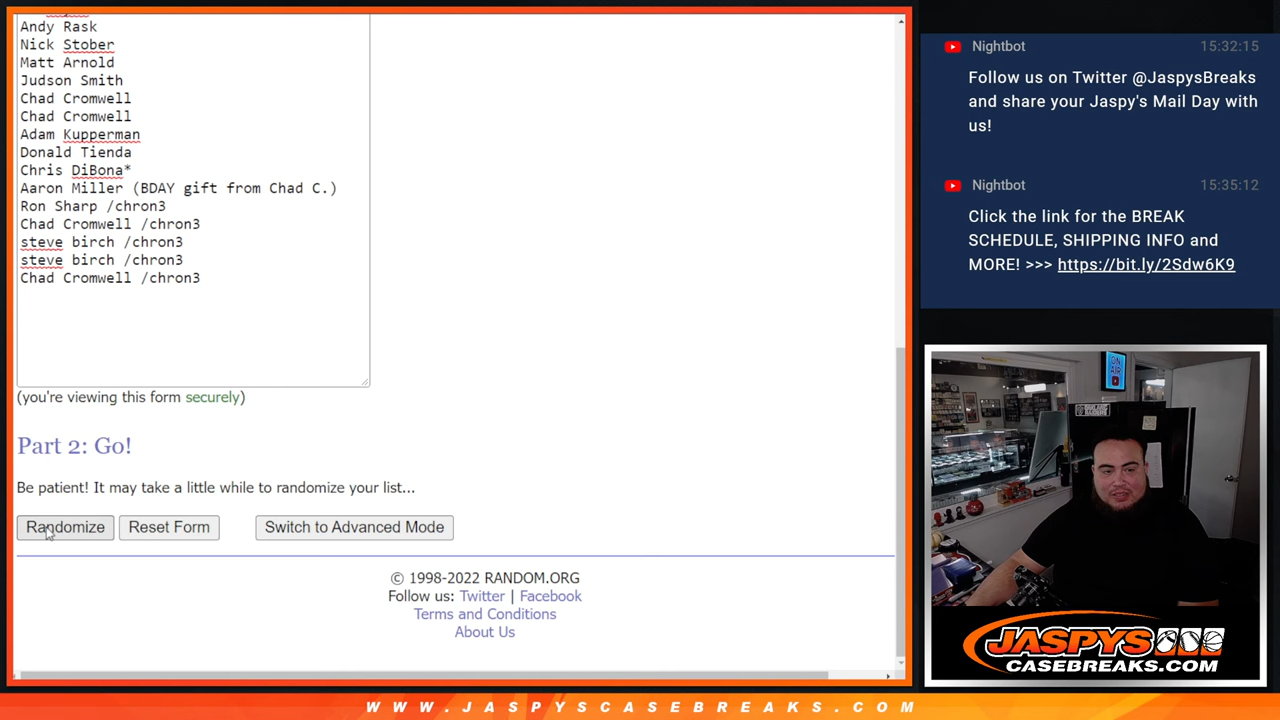 Andy Rask
Nick Stober
Matt Arnold
Judson Smith
Chad Cromwell
Chad Cromwell
Adam Kupperman
Donald Tienda
Chris DiBona*
Aaron Miller (BDAY gift from Chad C.)
Ron Sharp /chron3
Chad Cromwell /chron3
steve birch /chron3
steve birch /chron3
Chad Cromwell /chron3
(you're viewing this form securely)
Part 2: Go!
Be patient! It may take a little while to randomize your list...
Randomize
Reset Form
Switch to Advanced Mode
© 1998-2022 RANDOM.ORG
Follow us: Twitter | Facebook
Terms and Conditions
About Us
Nightbot 15:32:15
Follow us on Twitter @JaspysBreaks
and share your Jaspy's Mail Day with
us!
Nightbot 15:35:12
Click the link for the BREAK
SCHEDULE, SHIPPING INFO and
MORE! >>> https://bit.ly/2Sdw6K9
ON
AIR
JASPYS
CASEBREAKS.COM
WWW.JASPYSCASEBREAKS.COM